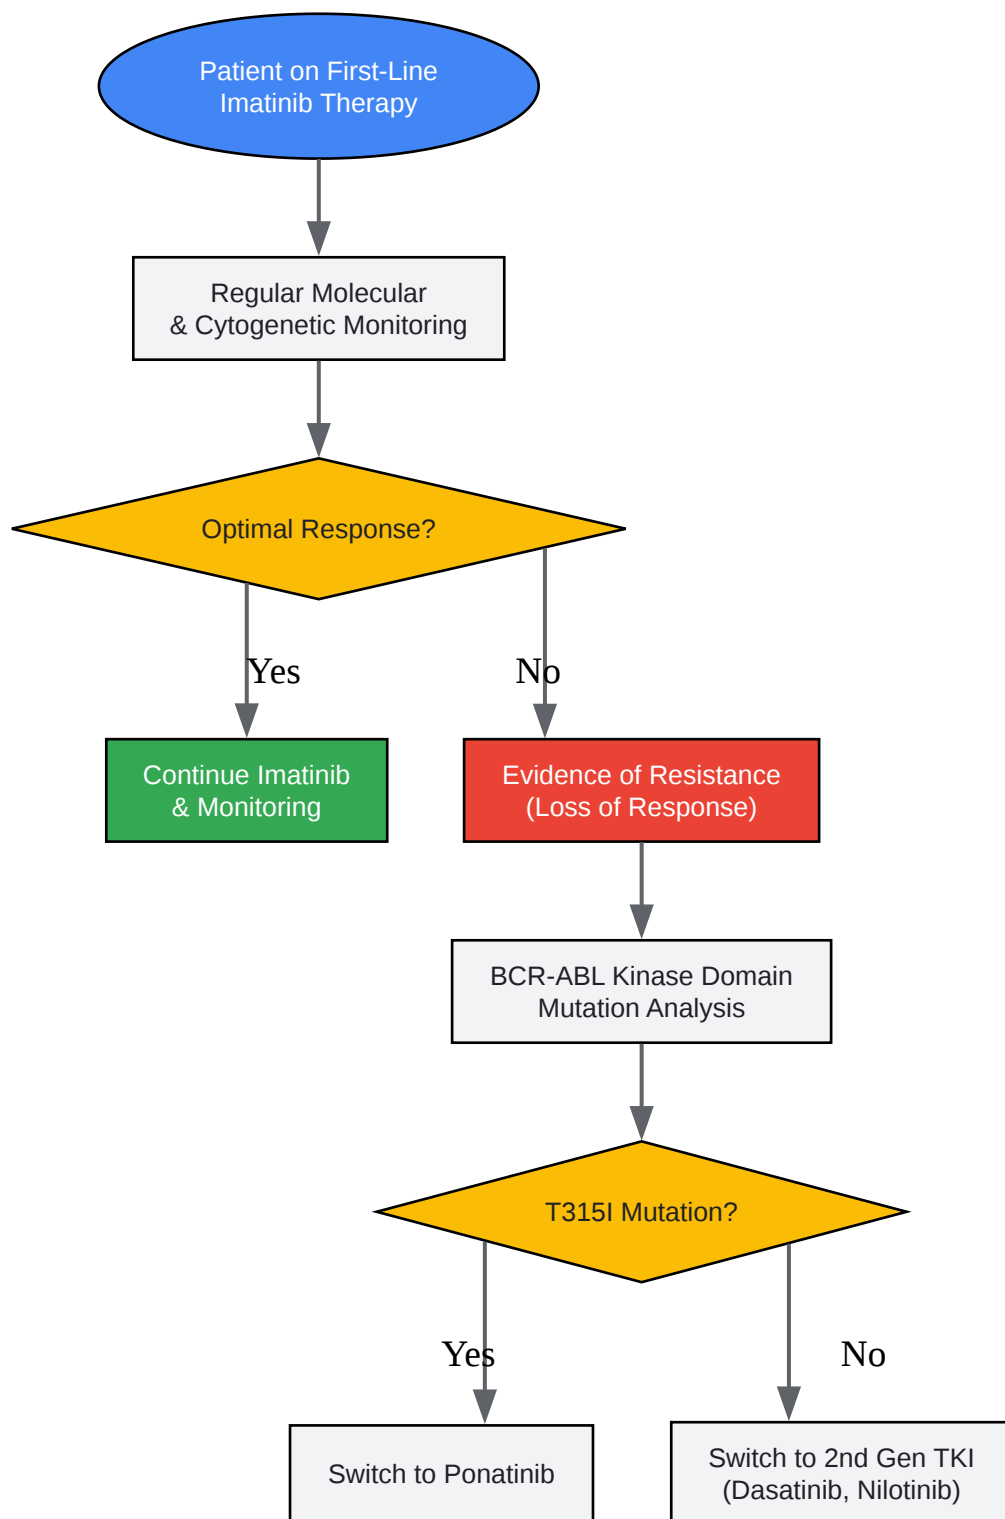 Patient on First-Line
Imatinib Therapy
Regular Molecular
& Cytogenetic Monitoring
Optimal Response?
Yes
No
Continue Imatinib
& Monitoring
Evidence of Resistance
(Loss of Response)
BCR-ABL Kinase Domain
Mutation Analysis
T315I Mutation?
Yes
No
Switch to Ponatinib
Switch to 2nd Gen TKI
(Dasatinib, Nilotinib)